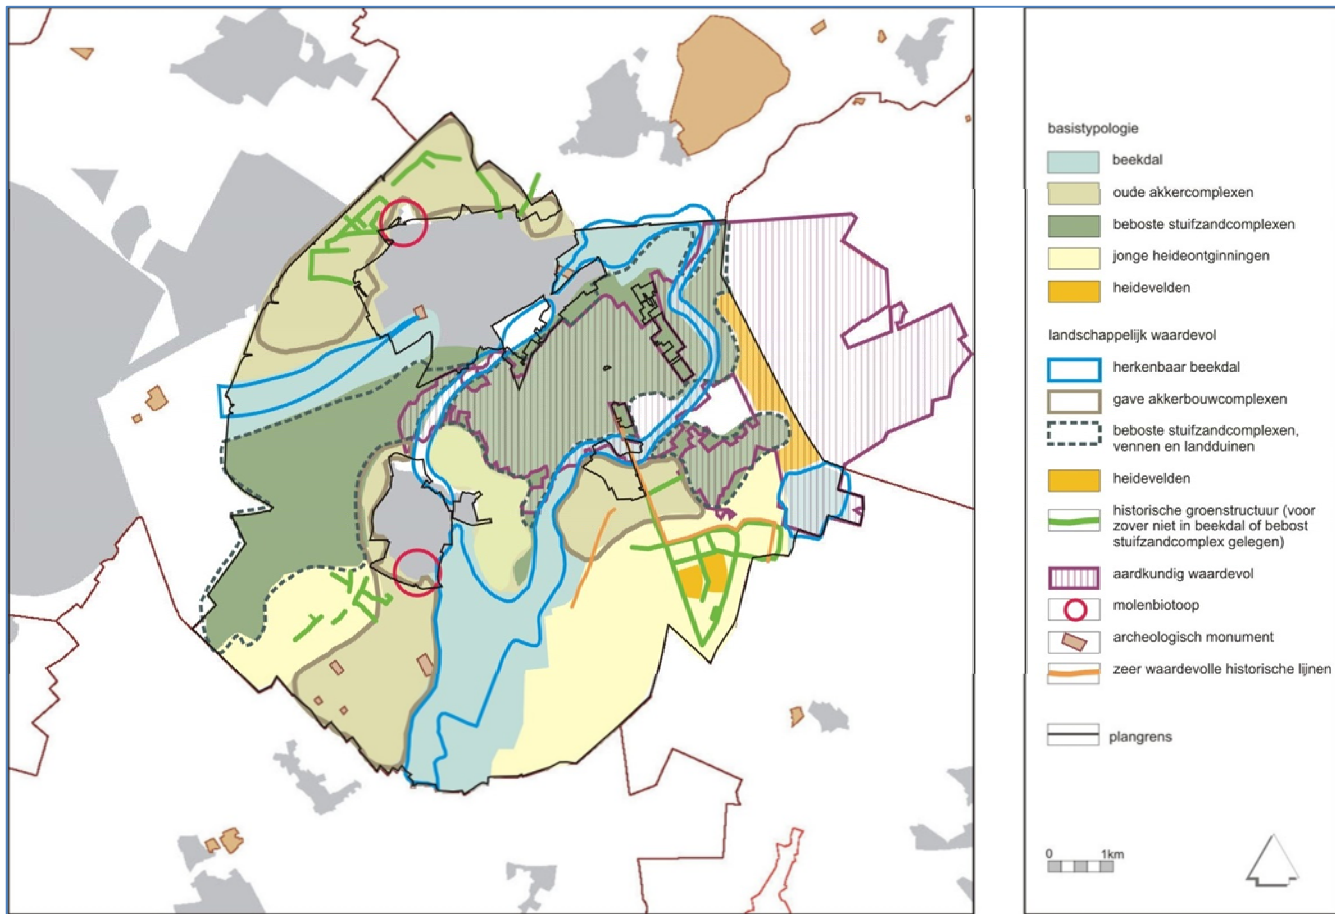 basistypologie
beekdal
oude akkercomplexen
beboste stuifzandcomplexen
jonge heideontginningen
heidevelden
landschappelijk waardevol
herkenbaar beekdal
gave akkerbouwcomplexen
beboste stuifzandcomplexen,
vennen en landduinen
heidevelden
historische groenstructuur (voor
zover niet in beekdal of bebost
stuifzandcomplex gelegen)
aardkundig waardevol
molenbiotoop
archeologisch monument
zeer waardevolle historische lijnen
plangrens
0 1km